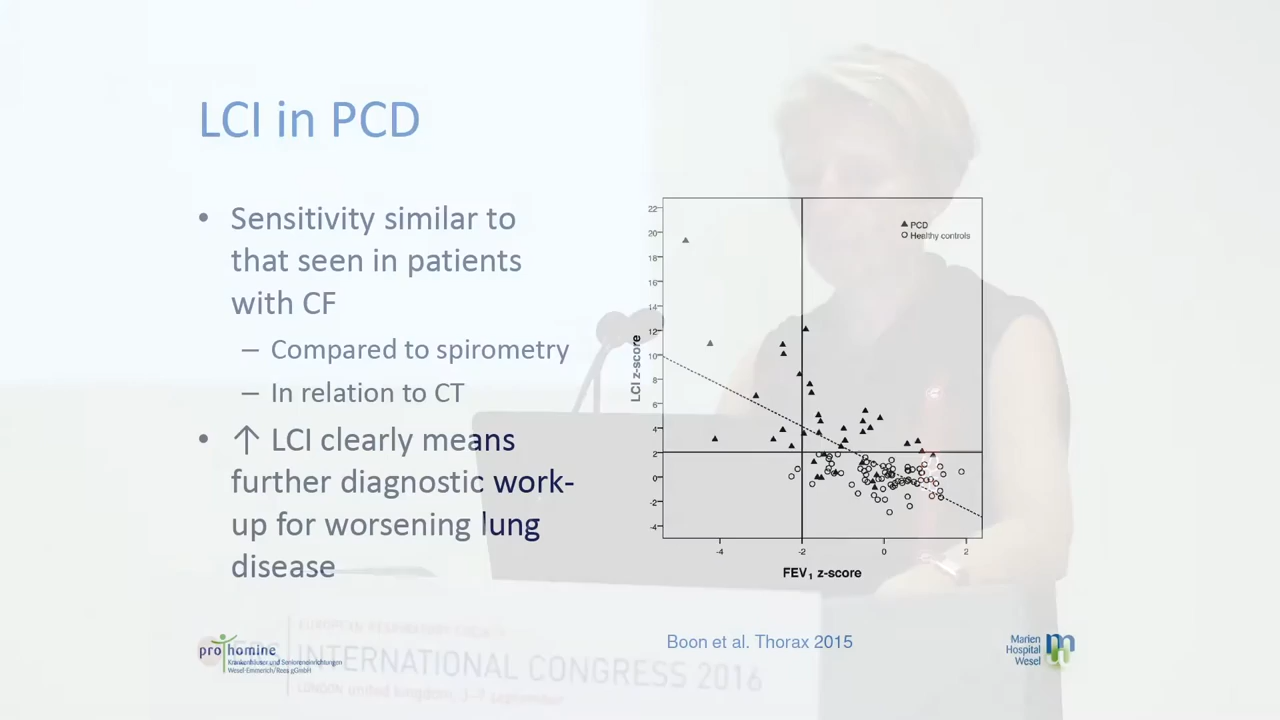 LCI in PCD
• Sensitivity similar to
that seen in patients
with CF
– Compared to spirometry
– In relation to CT
• ↑ LCI clearly means
further diagnostic work-
up for worsening lung
disease
22
20
18
16
14
12
10
8
6
4
2
0
-2
-4
LCI z-score
PCD
Healthy controls
-4 -2 0 2
FEV1 z-score
Boon et al. Thorax 2015
pro homine
Krankenhäuser und Senioreneinrichtungen
Wesel-Emmerich/Rees gGmbH
Marien
Hospital
Wesel
INTERNATIONAL CONGRESS 2016
LONDON united kingdom, 3-7 september